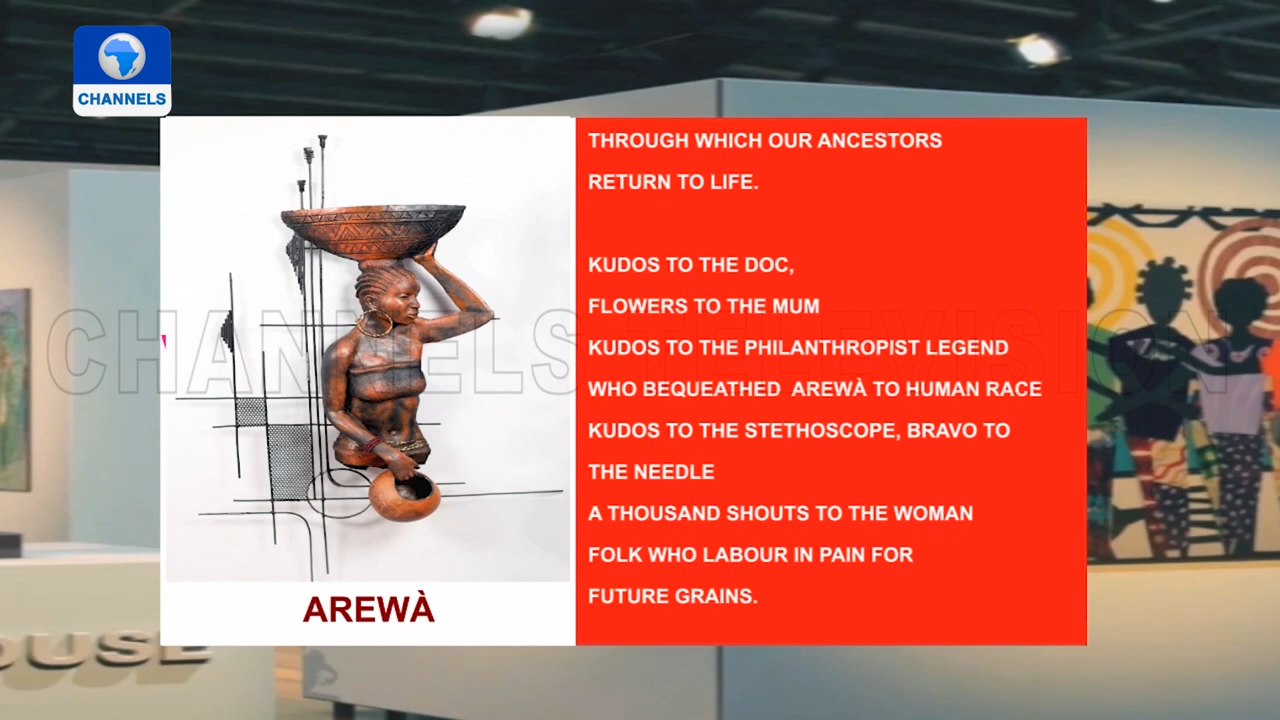 CHANNELS
THROUGH WHICH OUR ANCESTORS
RETURN TO LIFE.
KUDOS TO THE DOC,
FLOWERS TO THE MUM
KUDOS TO THE PHILANTHROPIST LEGEND
WHO BEQUEATHED AREWÀ TO HUMAN RACE
KUDOS TO THE STETHOSCOPE, BRAVO TO
THE NEEDLE
A THOUSAND SHOUTS TO THE WOMAN
FOLK WHO LABOUR IN PAIN FOR
FUTURE GRAINS.
AREWÀ
CHANNELS TELEVISION
OUSE